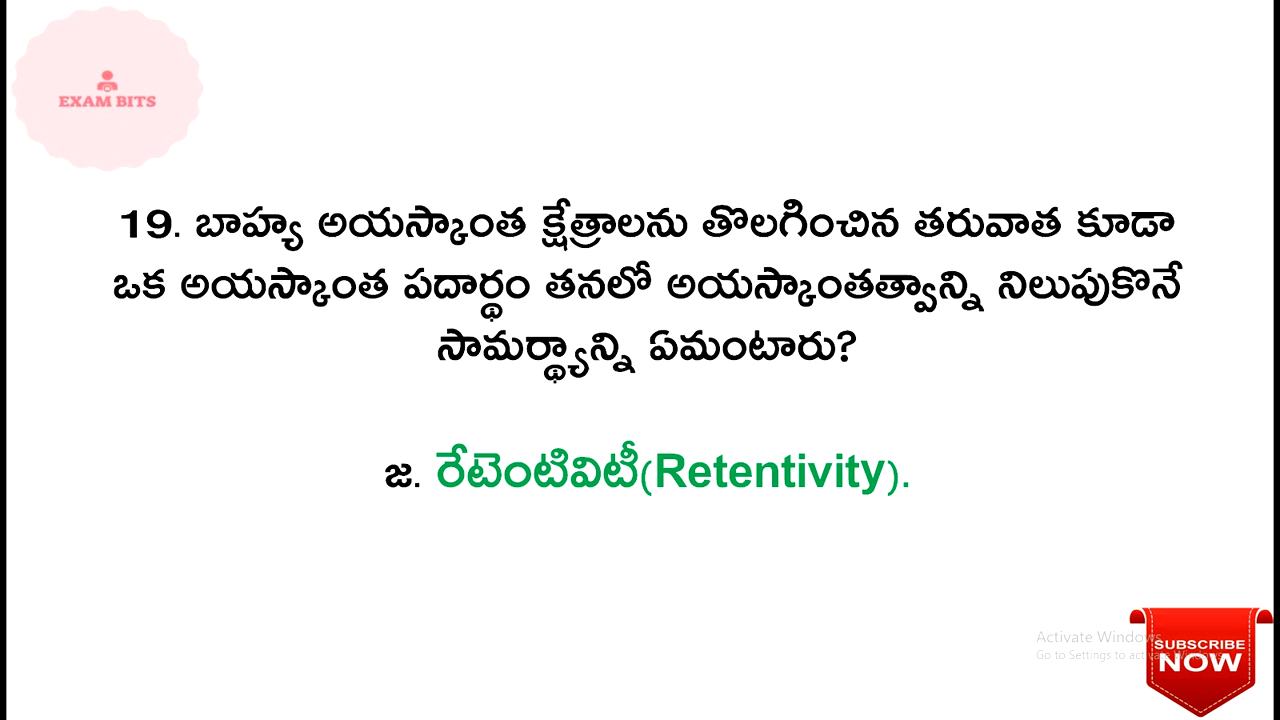 EXAM BITS
19. బాహ్య అయస్కాంత క్షేత్రాలను తొలగించిన తరువాత కూడా
ఒక అయస్కాంత పదార్థం తనలో అయస్కాంతత్వాన్ని నిలుపుకొనే
సామర్థ్యాన్ని ఏమంటారు?
జ. రేటెంటివిటీ(Retentivity).
Activate Windows
Go to Settings to activate Windows.
SUBSCRIBE
NOW